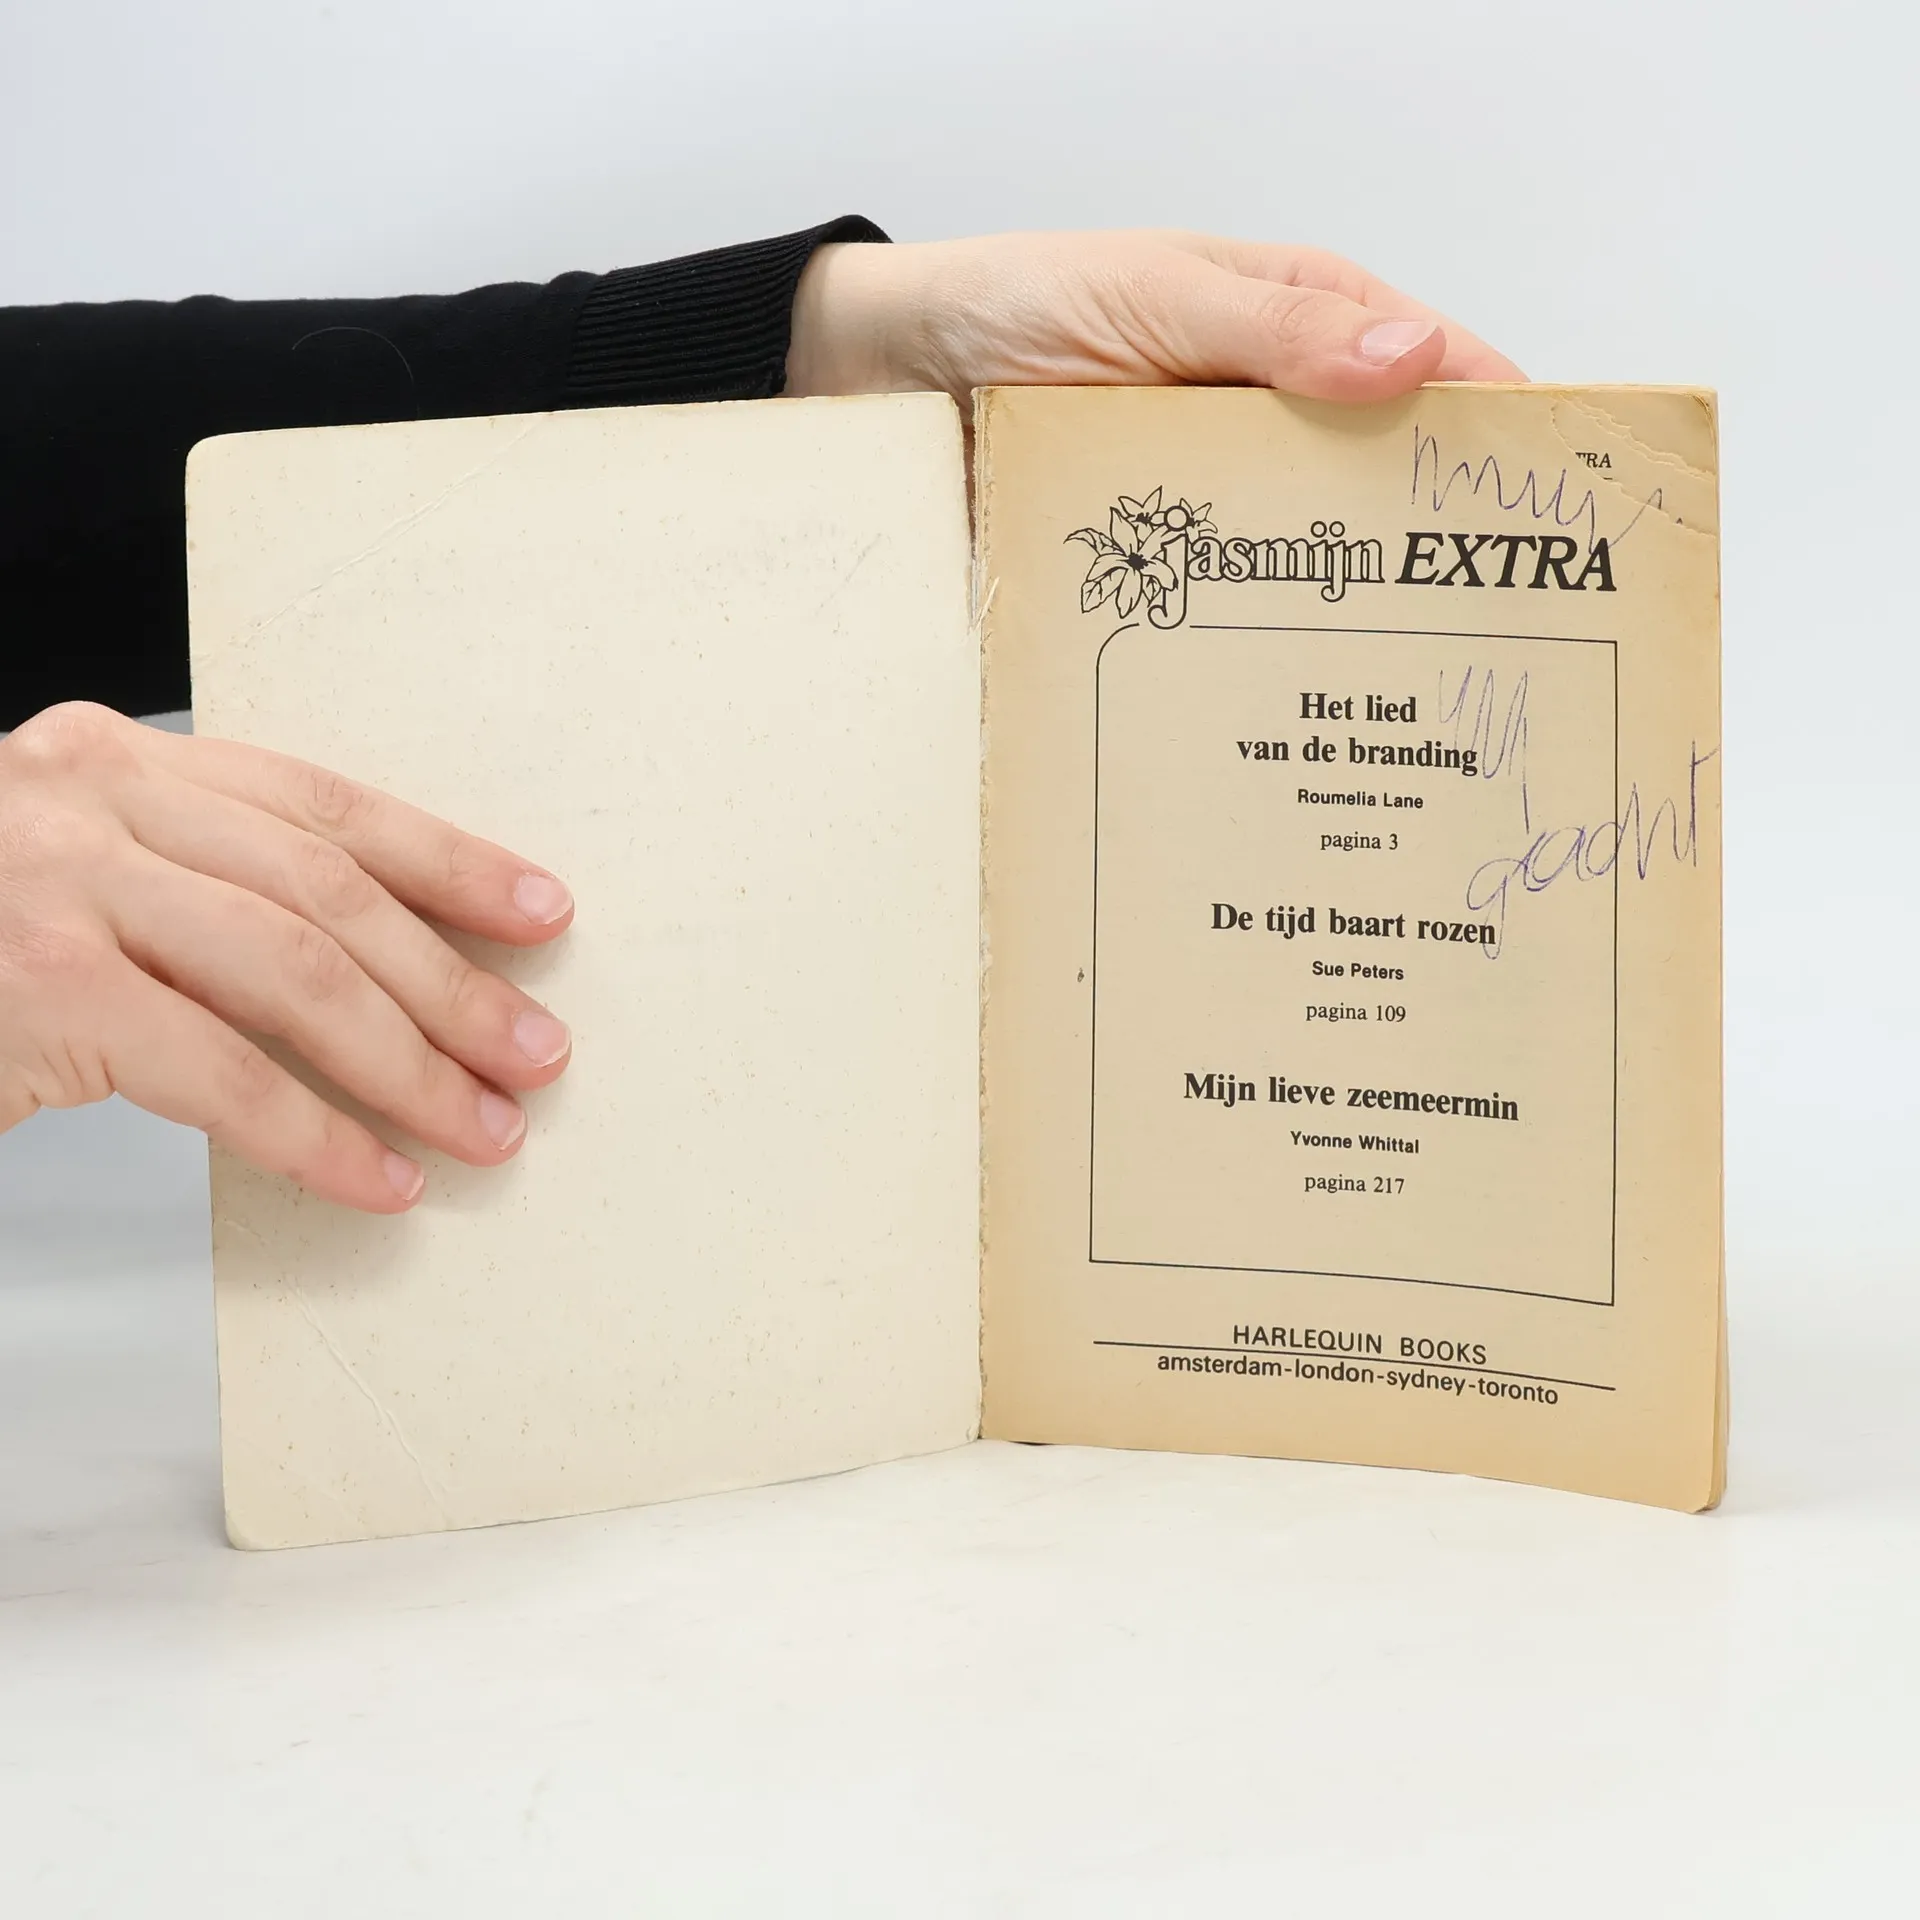 TRA
jasmijn EXTRA
Het lied
van de branding
Roumelia Lane
pagina 3
De tijd baart rozen
Sue Peters
pagina 109
Mijn lieve zeemeermin
Yvonne Whittal
pagina 217
HARLEQUIN BOOKS
amsterdam-london-sydney-toronto